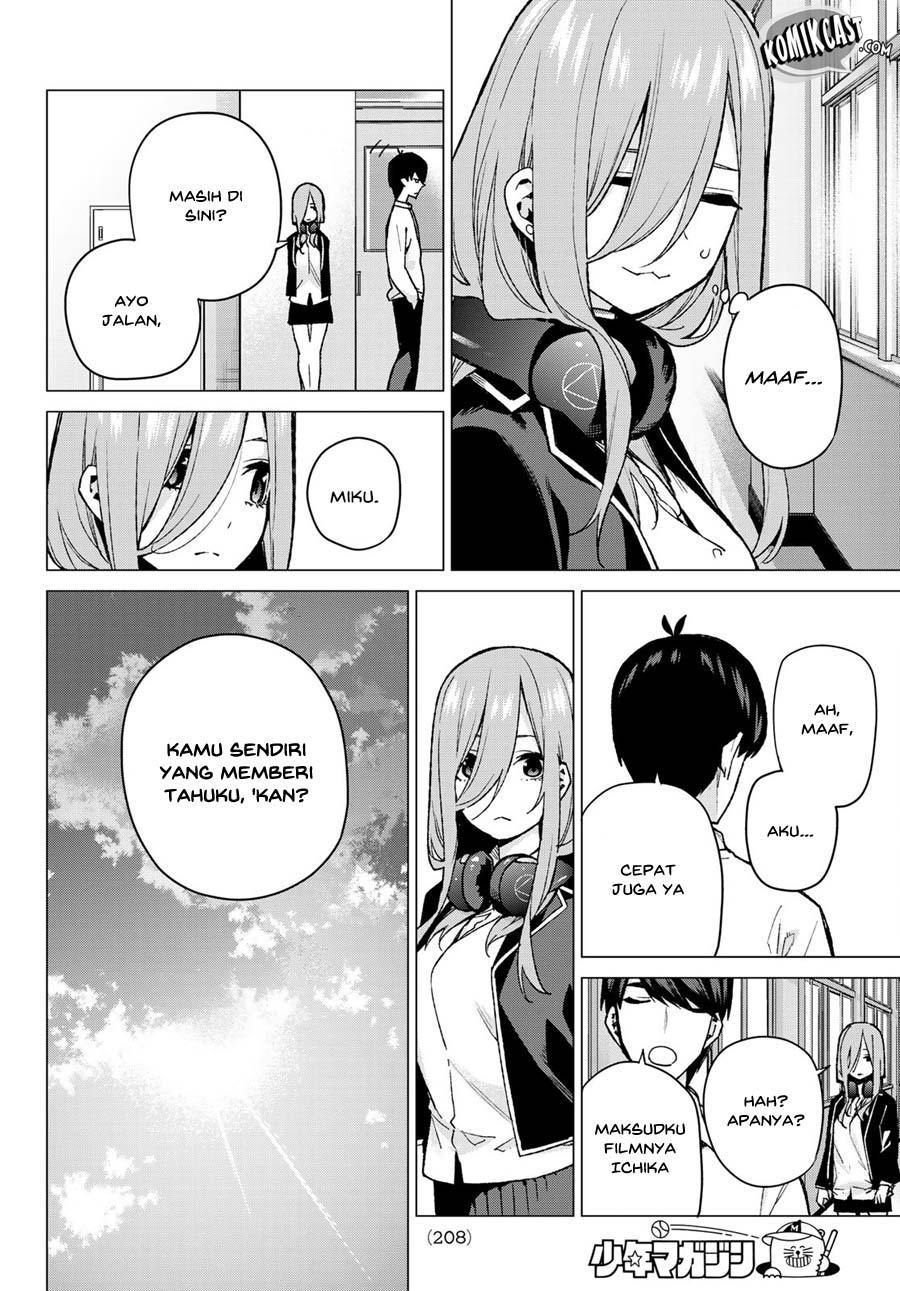 KOMIKCAST
.COM
MAAF...
MASIH DI
SINI?
AYO
JALAN,
MIKU.
AH,
MAAF,
AKU...
CEPAT
JUGA YA
HAH?
APANYA?
MAKSUDKU
FILMNYA
ICHIKA
KAMU SENDIRI
YANG MEMBERI
TAHUKU, 'KAN?
(208)
少年マガジン
M